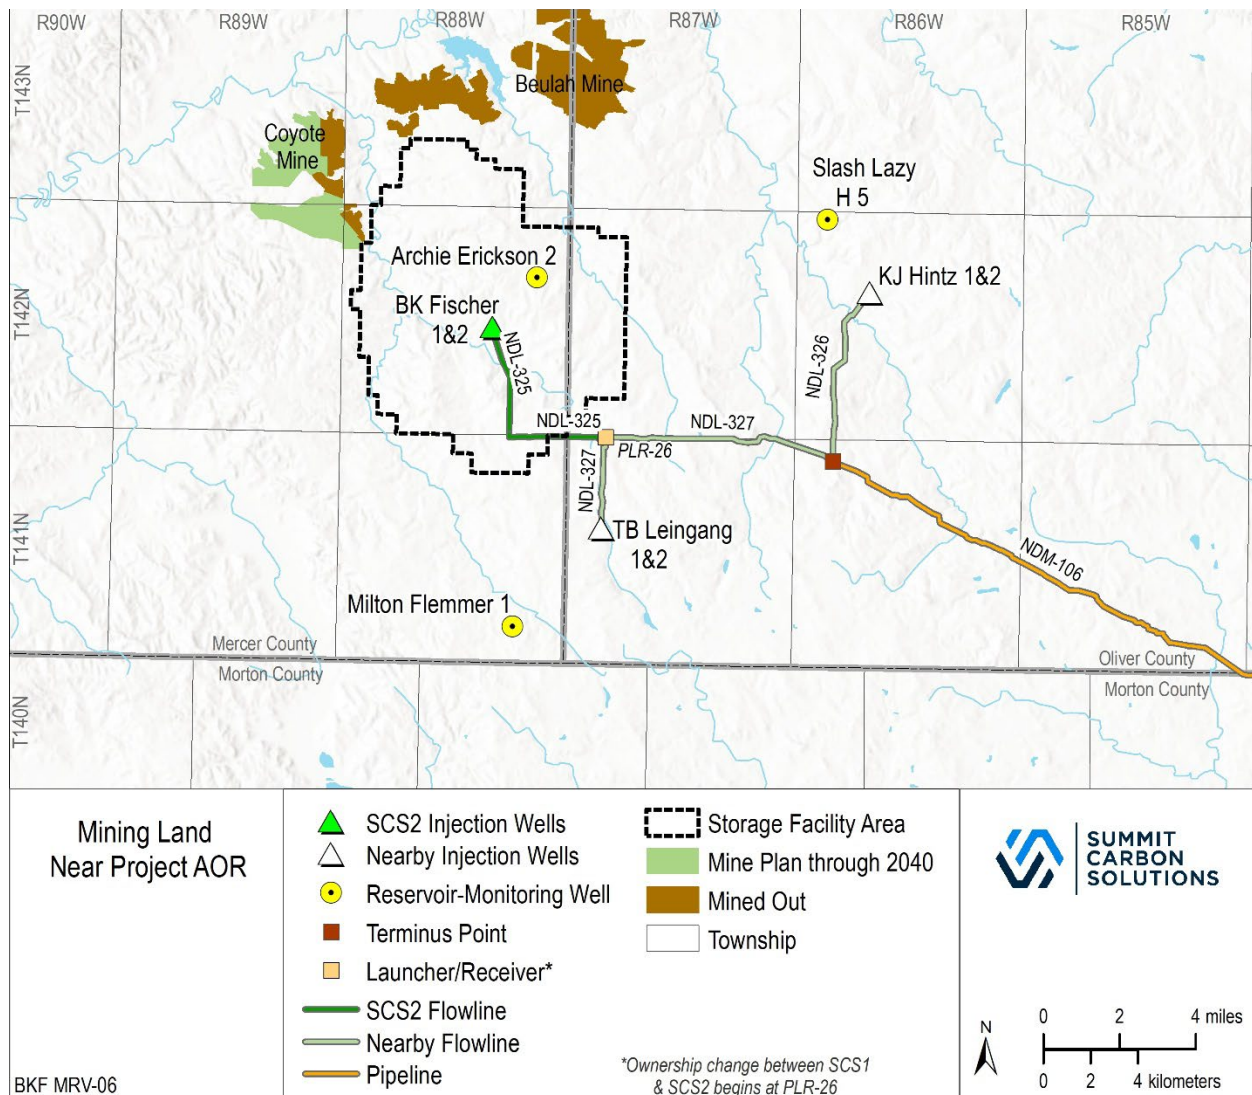 R90W
R89W
R88W
R87W
R86W
R85W
T143N
T142N
T141N
T140N
Beulah Mine
Coyote
Mine
Slash Lazy
H 5
Archie Erickson 2
KJ Hintz 1&2
BK Fischer
1&2
NDL-325
NDL-326
NDL-325
NDL-327
PLR-26
NDL-327
TB Leingang
1&2
NDM-106
Milton Flemmer 1
Mercer County
Morton County
Oliver County
Morton County
Mining Land
Near Project AOR
BKF MRV-06
SCS2 Injection Wells
Nearby Injection Wells
Reservoir-Monitoring Well
Terminus Point
Launcher/Receiver*
SCS2 Flowline
Nearby Flowline
Pipeline
Storage Facility Area
Mine Plan through 2040
Mined Out
Township
*Ownership change between SCS1
& SCS2 begins at PLR-26
SUMMIT
CARBON
SOLUTIONS
N
0 2 4 miles
0 2 4 kilometers